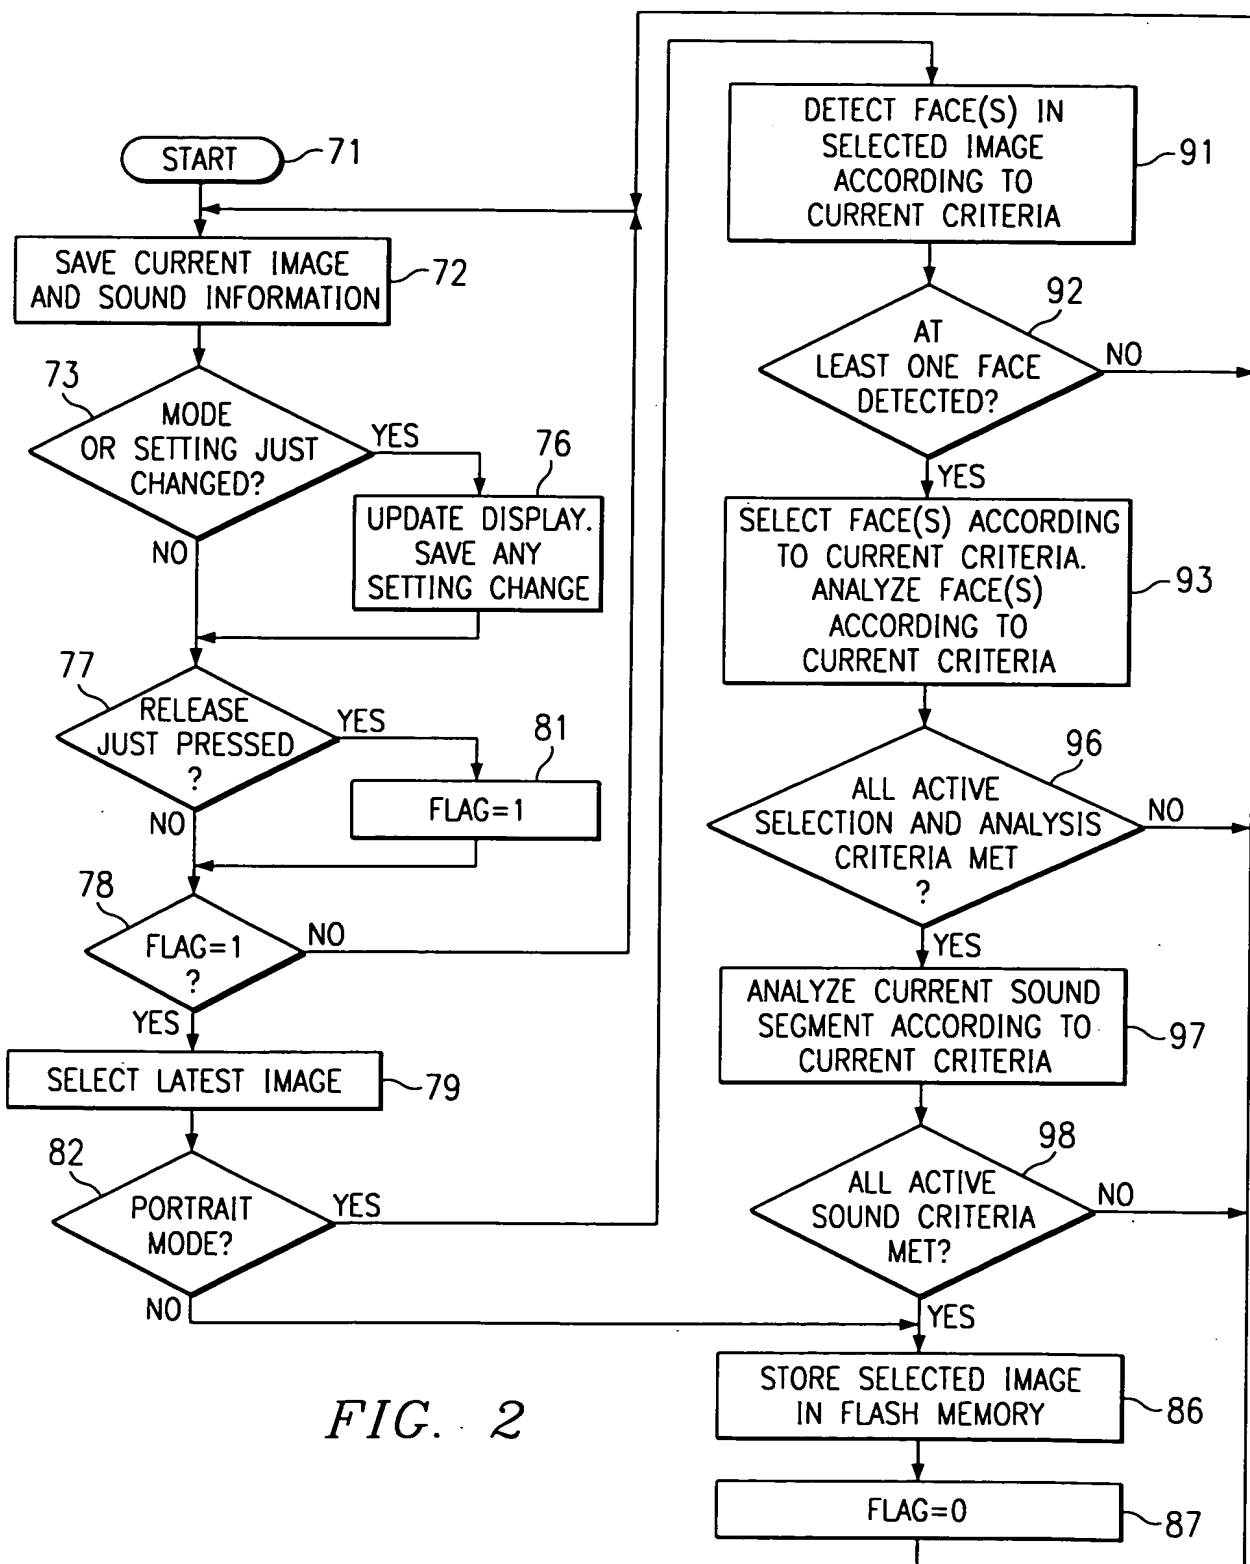 START
71
SAVE CURRENT IMAGE
AND SOUND INFORMATION
72
73
MODE
OR SETTING JUST
CHANGED?
YES
NO
76
UPDATE DISPLAY.
SAVE ANY
SETTING CHANGE
77
RELEASE
JUST PRESSED
?
YES
NO
81
FLAG=1
78
FLAG=1
?
NO
YES
SELECT LATEST IMAGE
79
82
PORTRAIT
MODE?
YES
NO
DETECT FACE(S) IN
SELECTED IMAGE
ACCORDING TO
CURRENT CRITERIA
91
92
AT
LEAST ONE FACE
DETECTED?
NO
YES
SELECT FACE(S) ACCORDING
TO CURRENT CRITERIA.
ANALYZE FACE(S)
ACCORDING TO
CURRENT CRITERIA
93
96
ALL ACTIVE
SELECTION AND ANALYSIS
CRITERIA MET
?
NO
YES
ANALYZE CURRENT SOUND
SEGMENT ACCORDING TO
CURRENT CRITERIA
97
98
ALL ACTIVE
SOUND CRITERIA
MET?
NO
YES
STORE SELECTED IMAGE
IN FLASH MEMORY
86
FLAG=0
87
FIG. 2